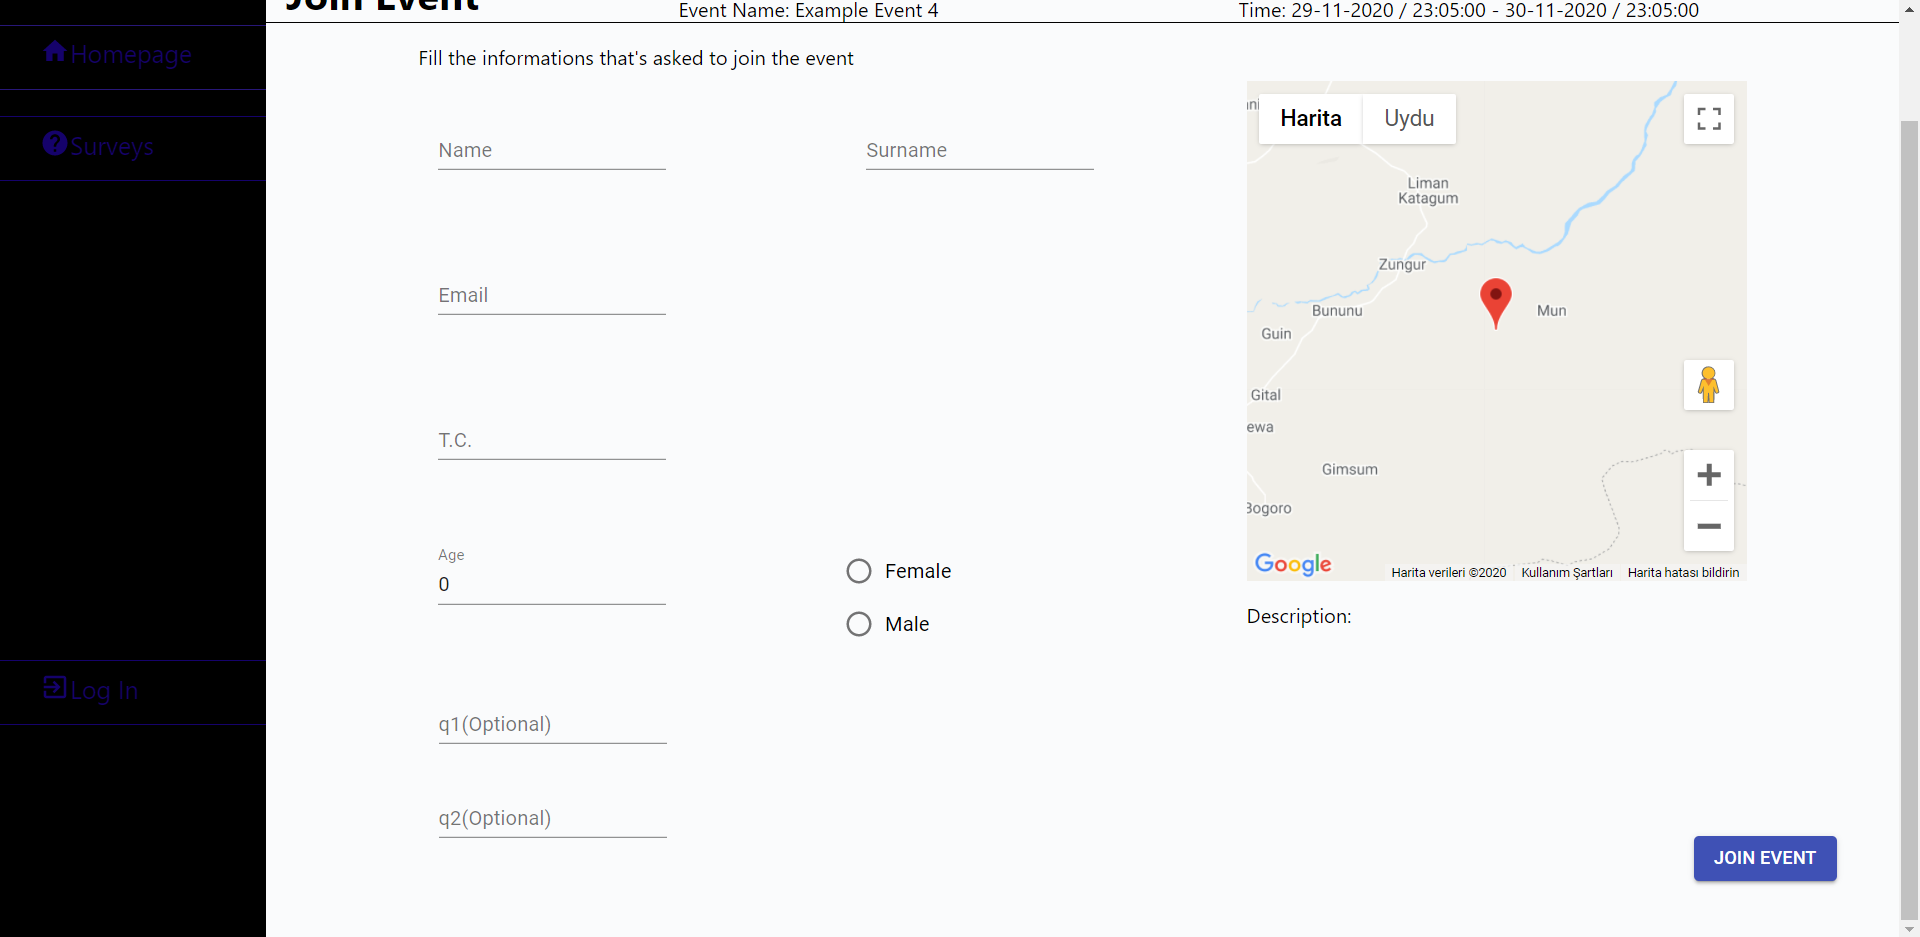 Join Event
Event Name: Example Event 4
Time: 29-11-2020 / 23:05:00 - 30-11-2020 / 23:05:00
Homepage
Surveys
Log In
Fill the informations that's asked to join the event
Name
Surname
Email
T.C.
Age
0
Female
Male
q1(Optional)
q2(Optional)
Harita
Uydu
Liman
Katagum
Zungur
Bununu
Mun
Guin
Gital
ewa
Gimsum
Bogoro
Google
Harita verileri ©2020
Kullanım Şartları
Harita hatası bildirin
Description:
JOIN EVENT